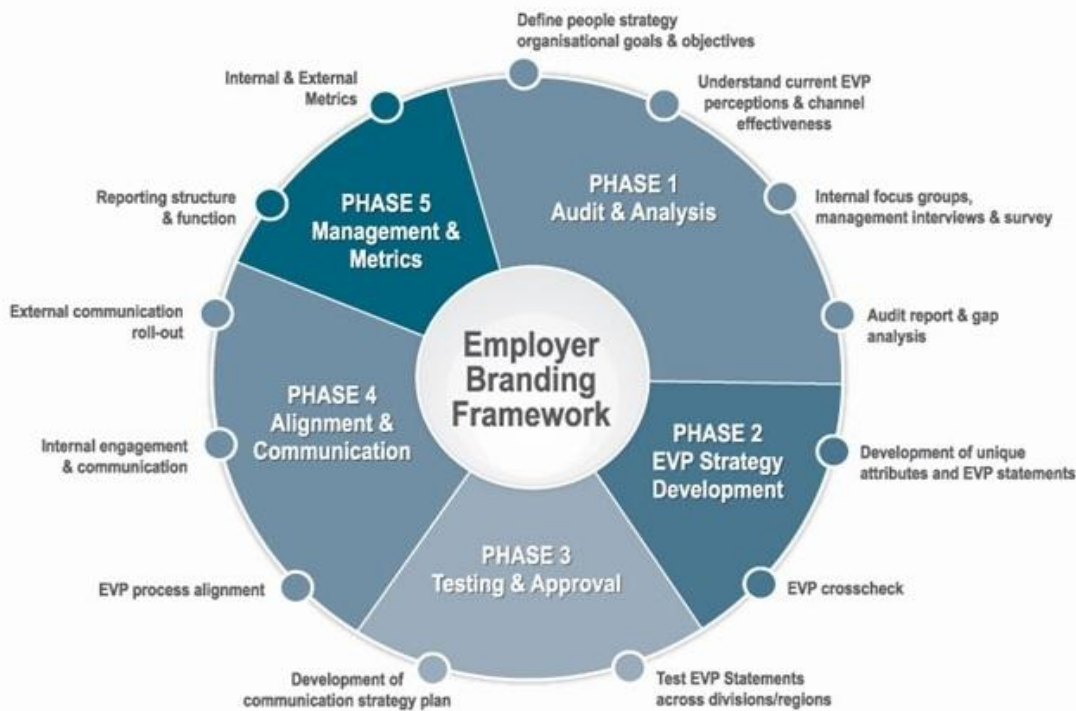 Define people strategy
organisational goals & objectives
Understand current EVP
perceptions & channel
effectiveness
Internal focus groups,
management interviews & survey
Audit report & gap
analysis
Development of unique
attributes and EVP statements
EVP crosscheck
Test EVP Statements
across divisions/regions
Development of
communication strategy plan
EVP process alignment
Internal engagement
& communication
External communication
roll-out
Reporting structure
& function
Internal & External
Metrics
PHASE 1
Audit & Analysis
PHASE 2
EVP Strategy
Development
PHASE 3
Testing & Approval
PHASE 4
Alignment &
Communication
PHASE 5
Management &
Metrics
Employer
Branding
Framework